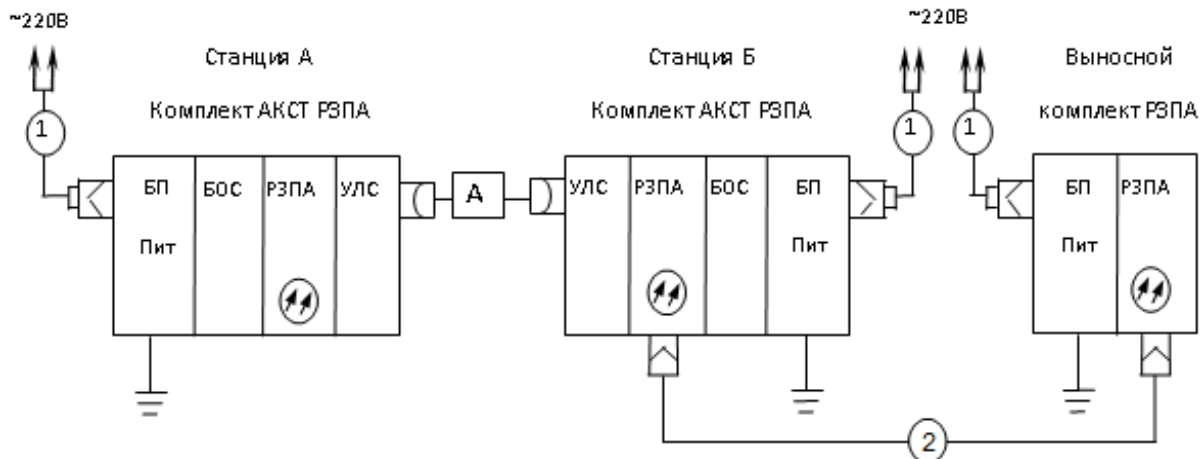 ~220В
~220В
Станция А
Станция Б
Выносной
Комплект АКСТ РЗПА
Комплект АКСТ РЗПА
комплект РЗПА
1
1
1
БП
БОС
РЗПА
УЛС
А
УЛС
РЗПА
БОС
БП
БП
РЗПА
Пит
Пит
Пит
2